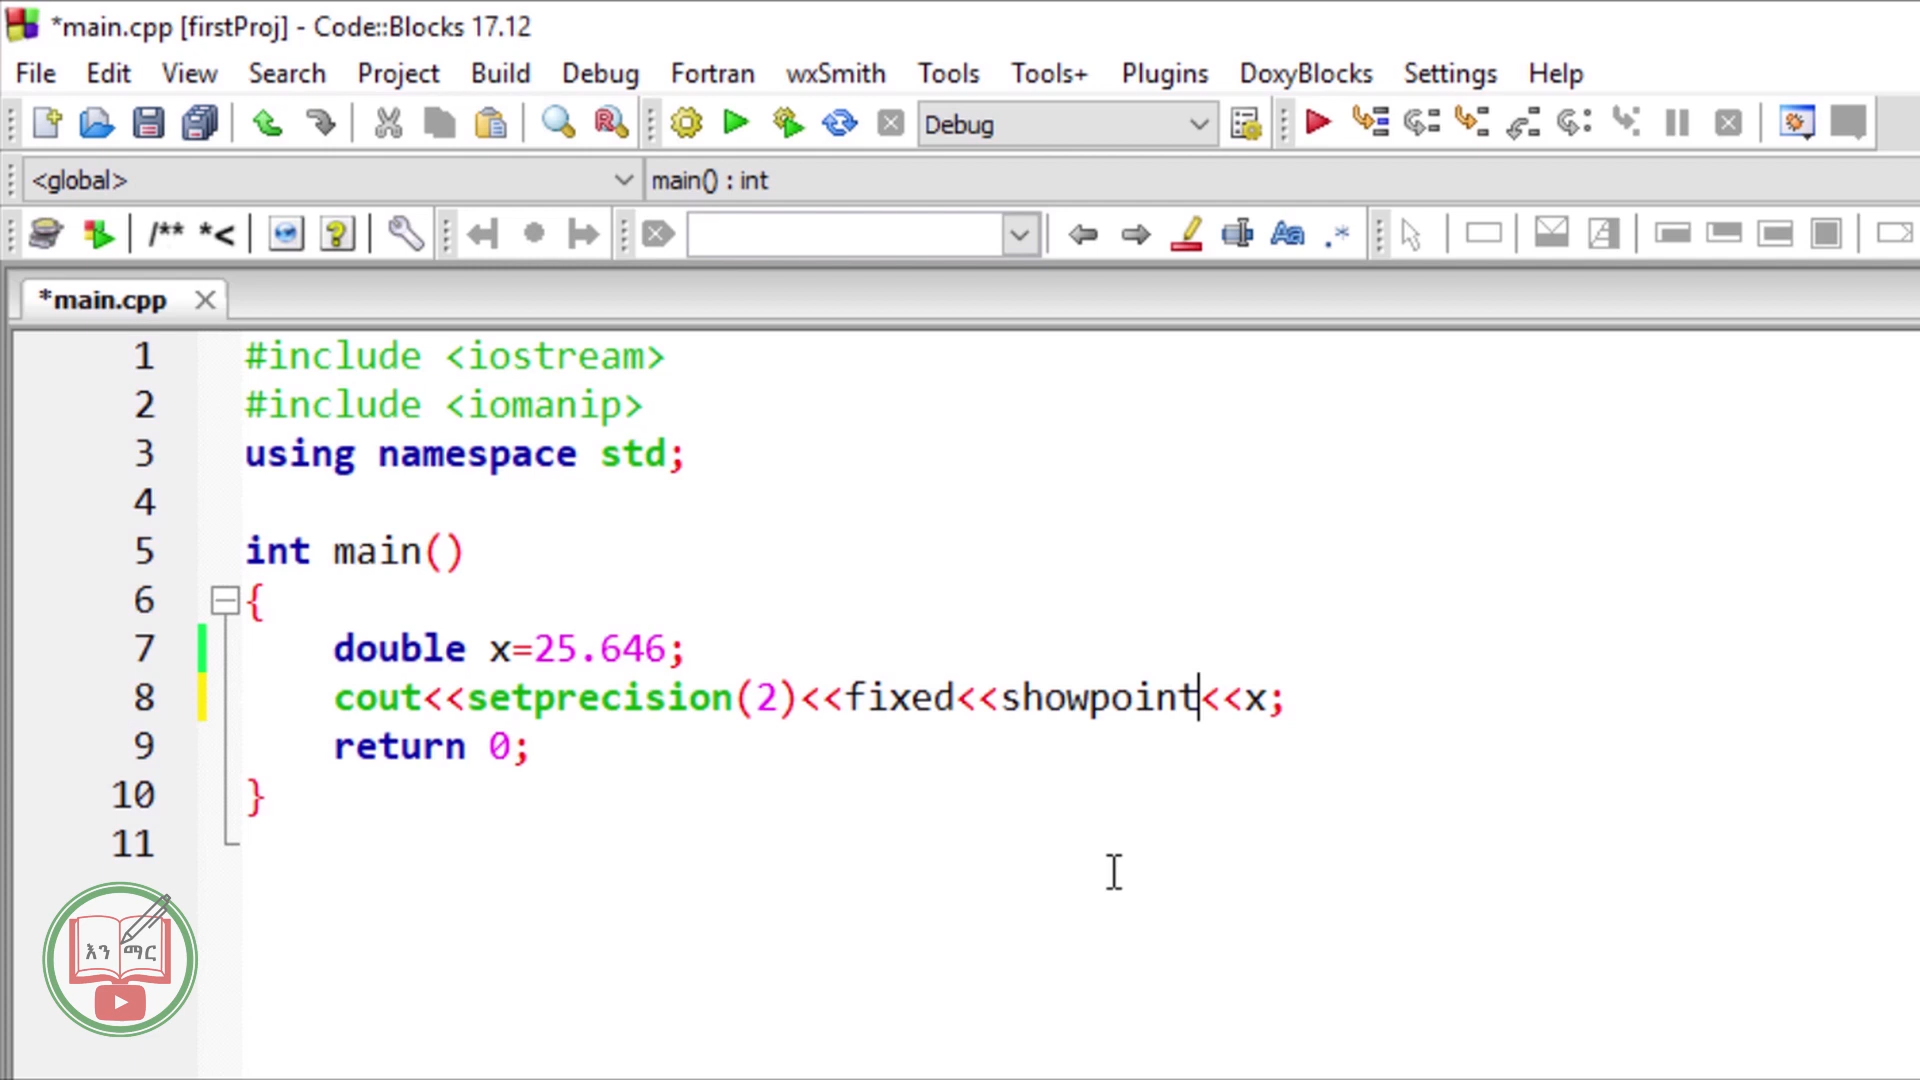 *main.cpp [firstProj] - Code::Blocks 17.12
File Edit View Search Project Build Debug Fortran wxSmith Tools Tools+ Plugins DoxyBlocks Settings Help
Debug
<global> main() : int
/** *<
*main.cpp
1 #include <iostream>
2 #include <iomanip>
3 using namespace std;
4
5 int main()
6 {
7 double x=25.646;
8 cout<<setprecision(2)<<fixed<<showpoint<<x;
9 return 0;
10 }
11
እን ማር